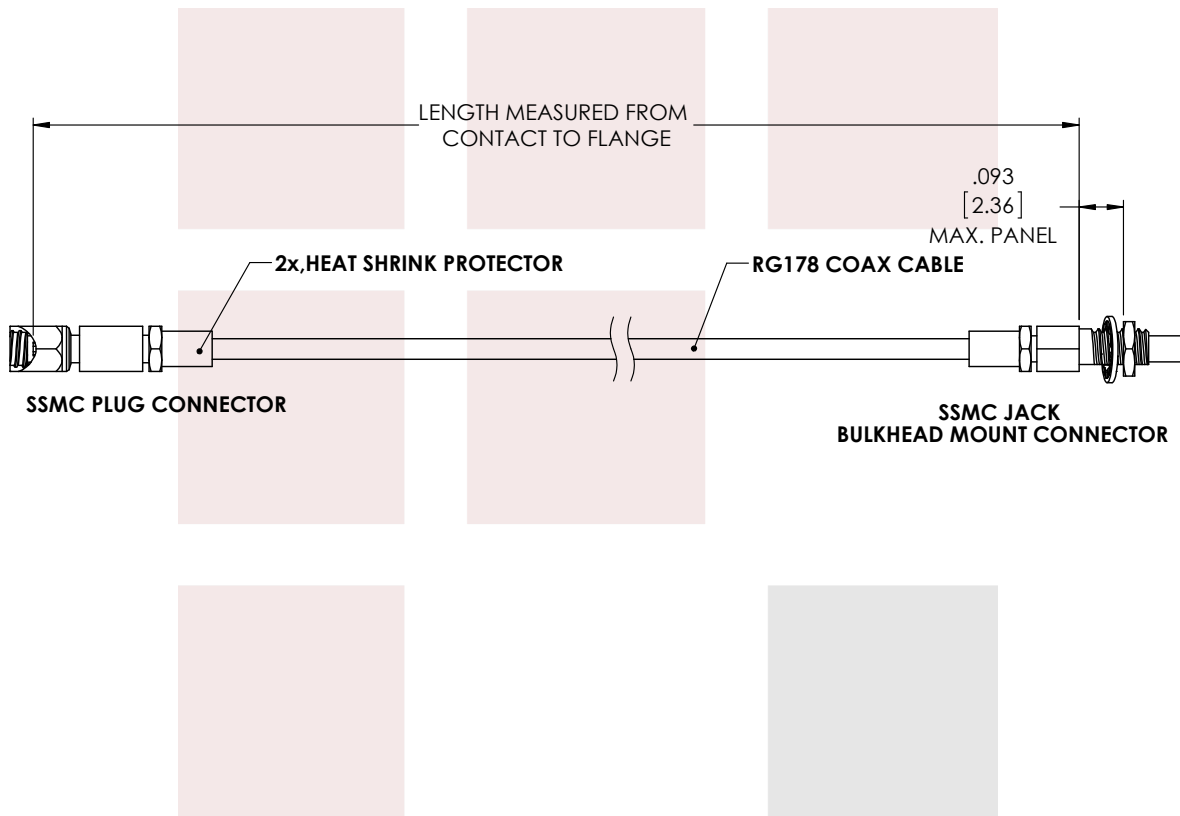 LENGTH MEASURED FROM
CONTACT TO FLANGE
.093
[2.36]
MAX. PANEL
2x,HEAT SHRINK PROTECTOR
RG178 COAX CABLE
SSMC PLUG CONNECTOR
SSMC JACK
BULKHEAD MOUNT CONNECTOR